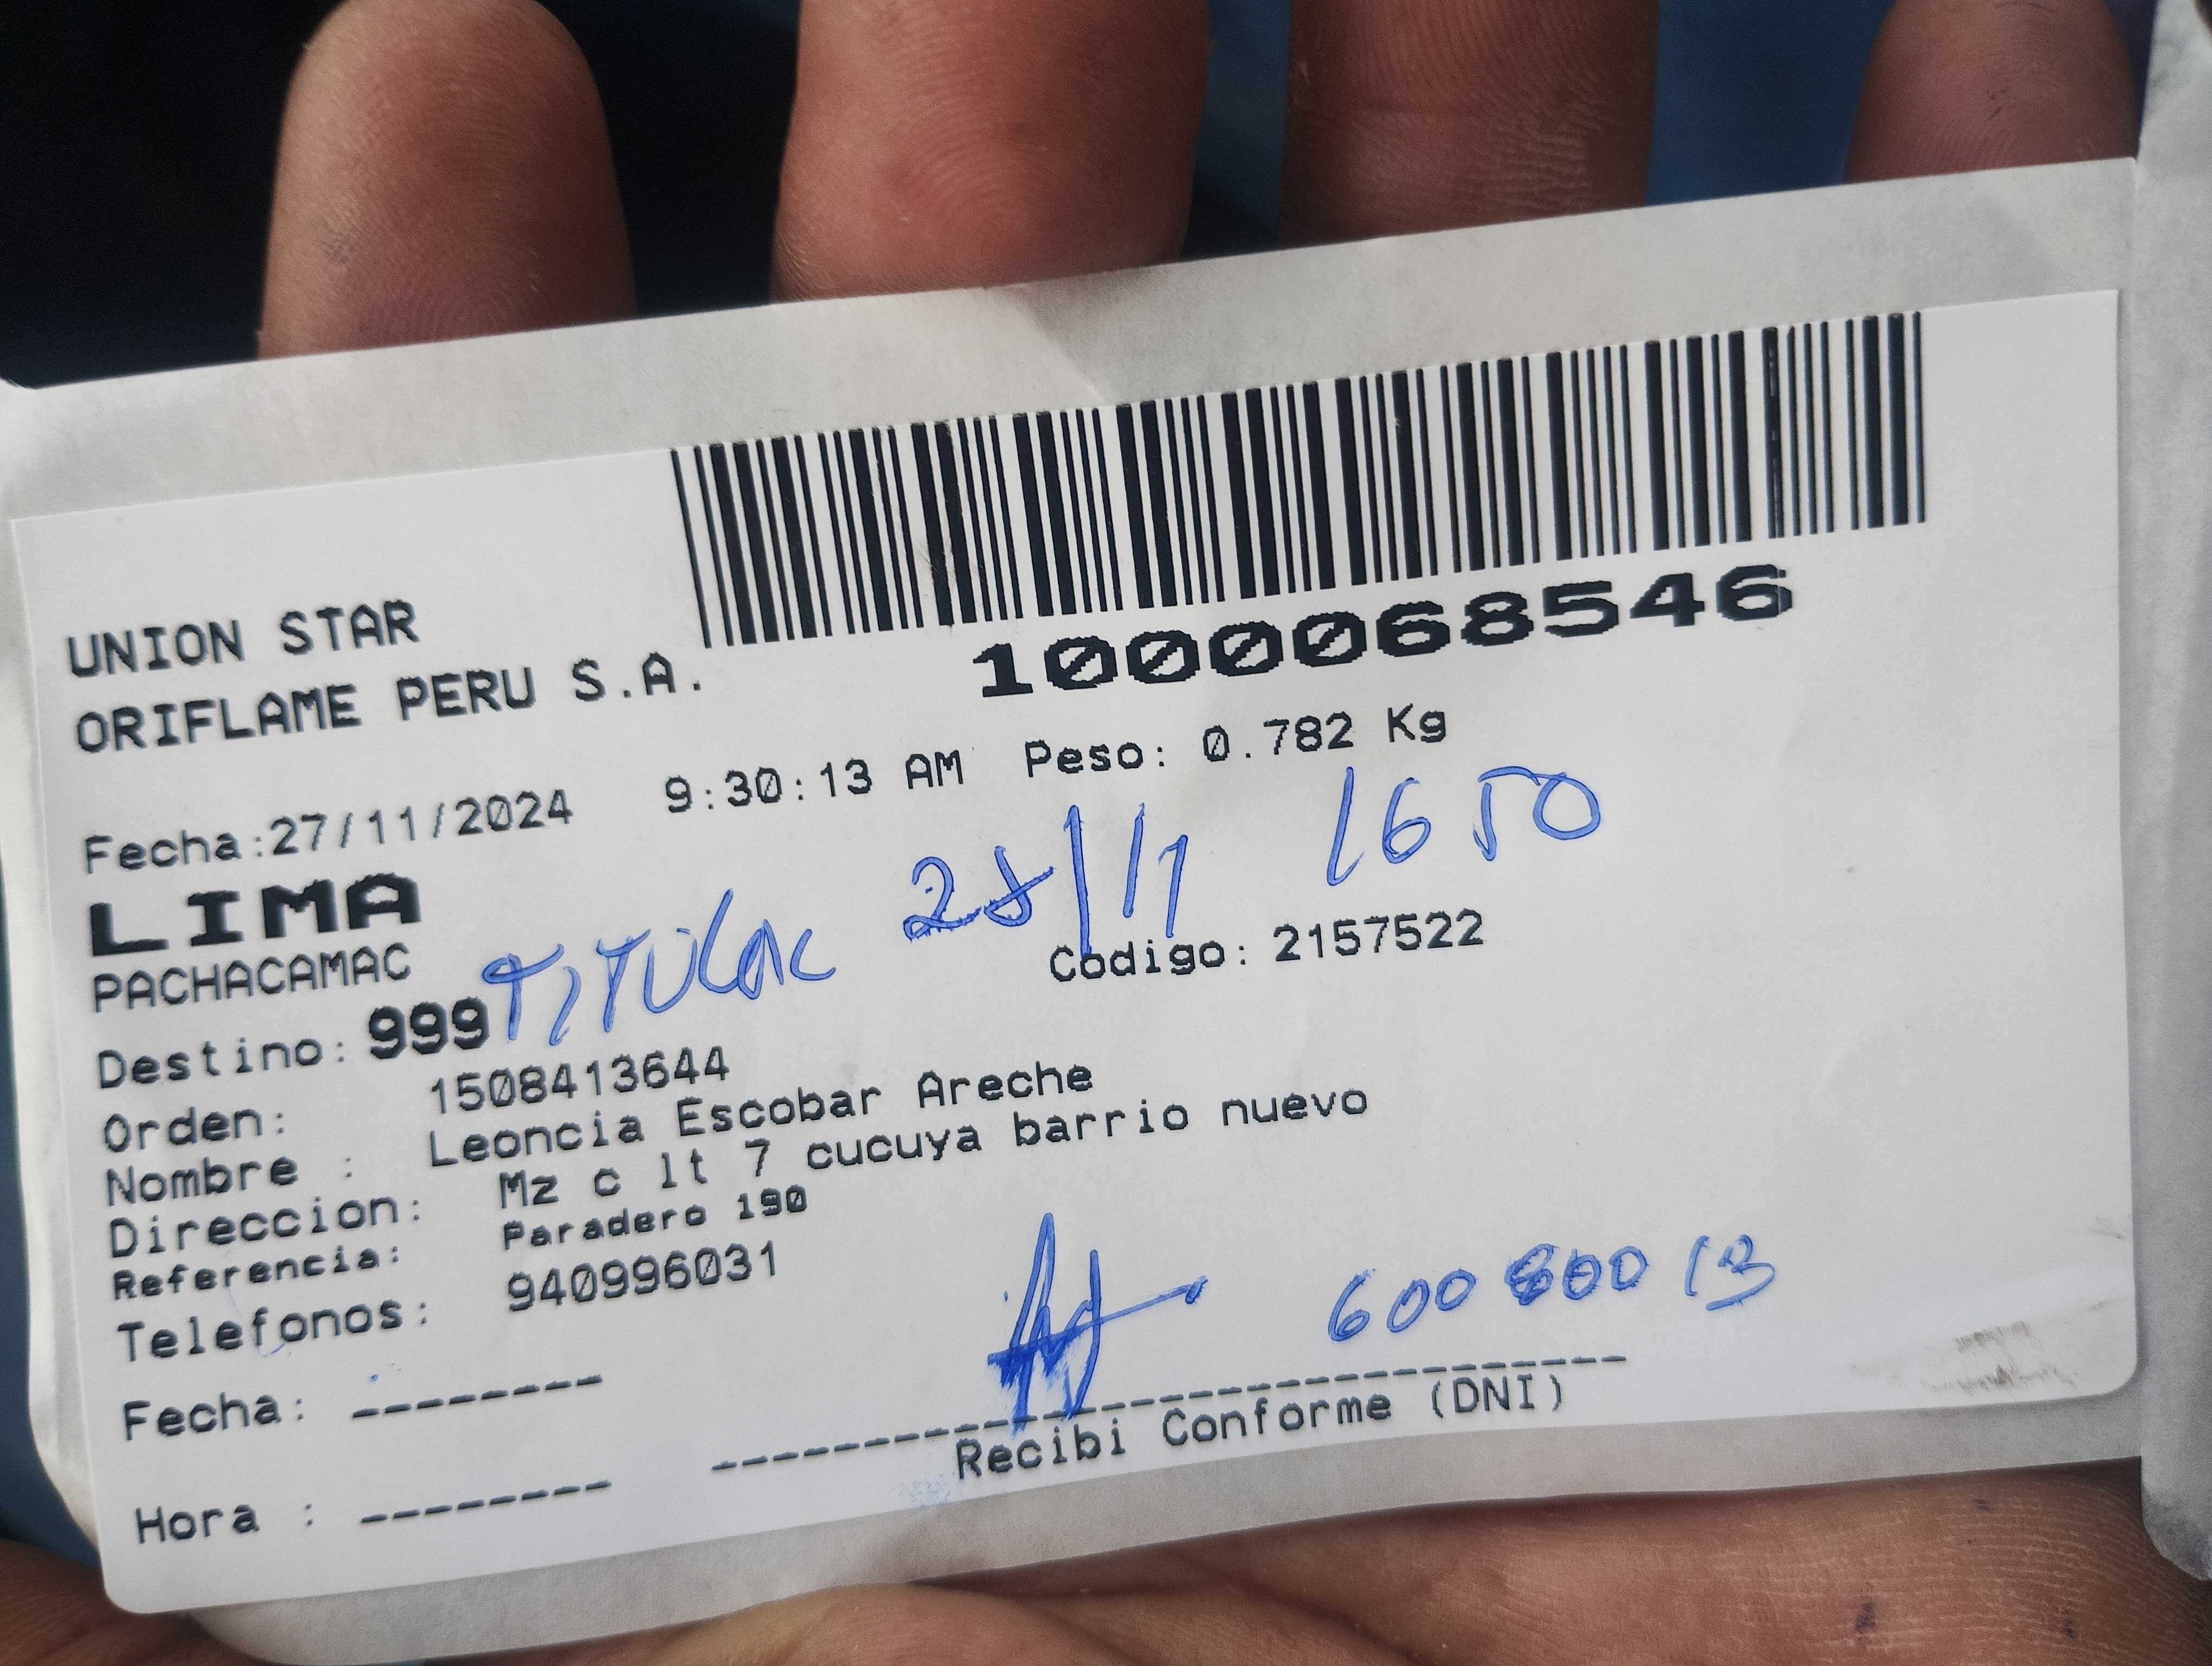 1000068546
UNION STAR
ORIFLAME PERU S.A.
Fecha:27/11/2024 9:30:13 AM Peso: 0.782 Kg
28/11 1650
LIMA
PACHACAMAC
TITULAR
Codigo: 2157522
Destino: 999
Orden: 1508413644
Nombre : Leoncia Escobar Areche
Direccion: Mz c lt 7 cucuya barrio nuevo
Referencia: Paradero 190
Telefonos: 940996031
Fecha: --------
Hora : --------
Recibi Conforme (DNI)